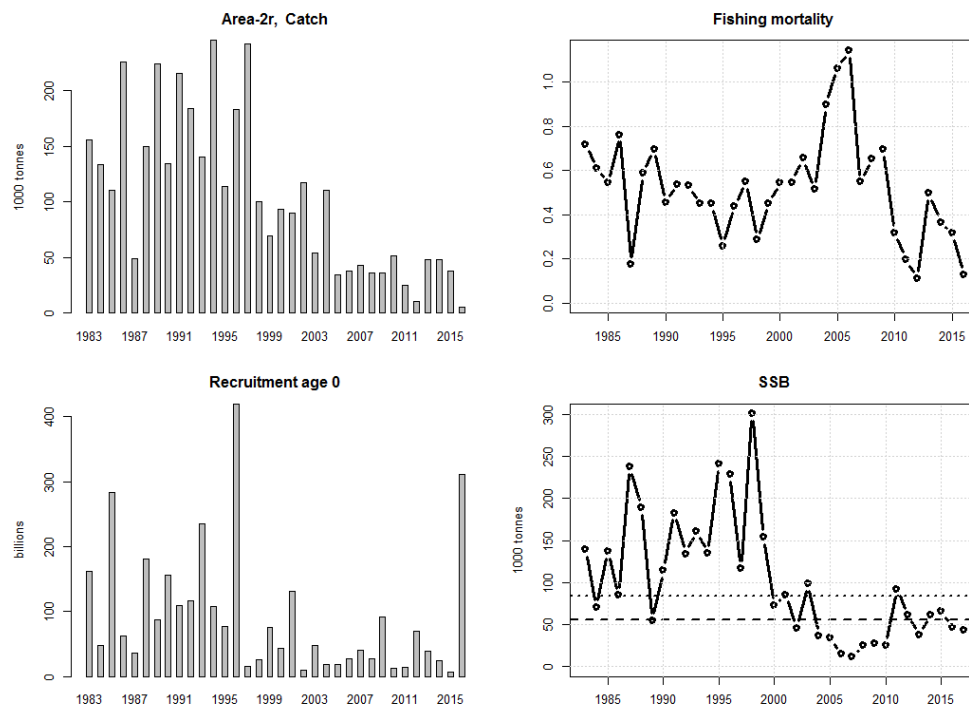 Area-2r, Catch
1000 tonnes
0 50 100 150 200
1983 1987 1991 1995 1999 2003 2007 2011 2015
Fishing mortality
0.0 0.2 0.4 0.6 0.8 1.0
1985 1990 1995 2000 2005 2010 2015
Recruitment age 0
billions
0 100 200 300 400
1983 1987 1991 1995 1999 2003 2007 2011 2015
SSB
1000 tonnes
0 50 100 150 200 250 300
1985 1990 1995 2000 2005 2010 2015